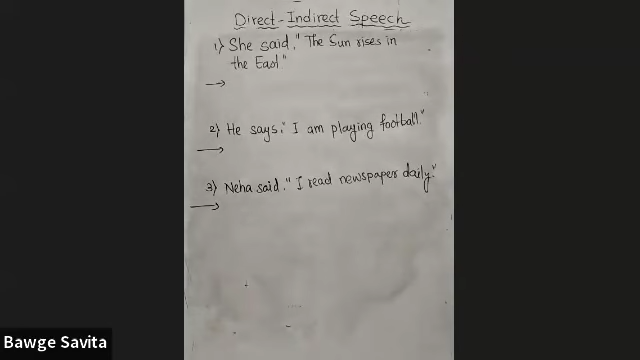 Direct-Indirect Speech
1) She said, "The Sun rises in
the East"
→
2) He says, "I am playing football."
→
3) Neha said. "I read newspaper daily."
→
Bawge Savita